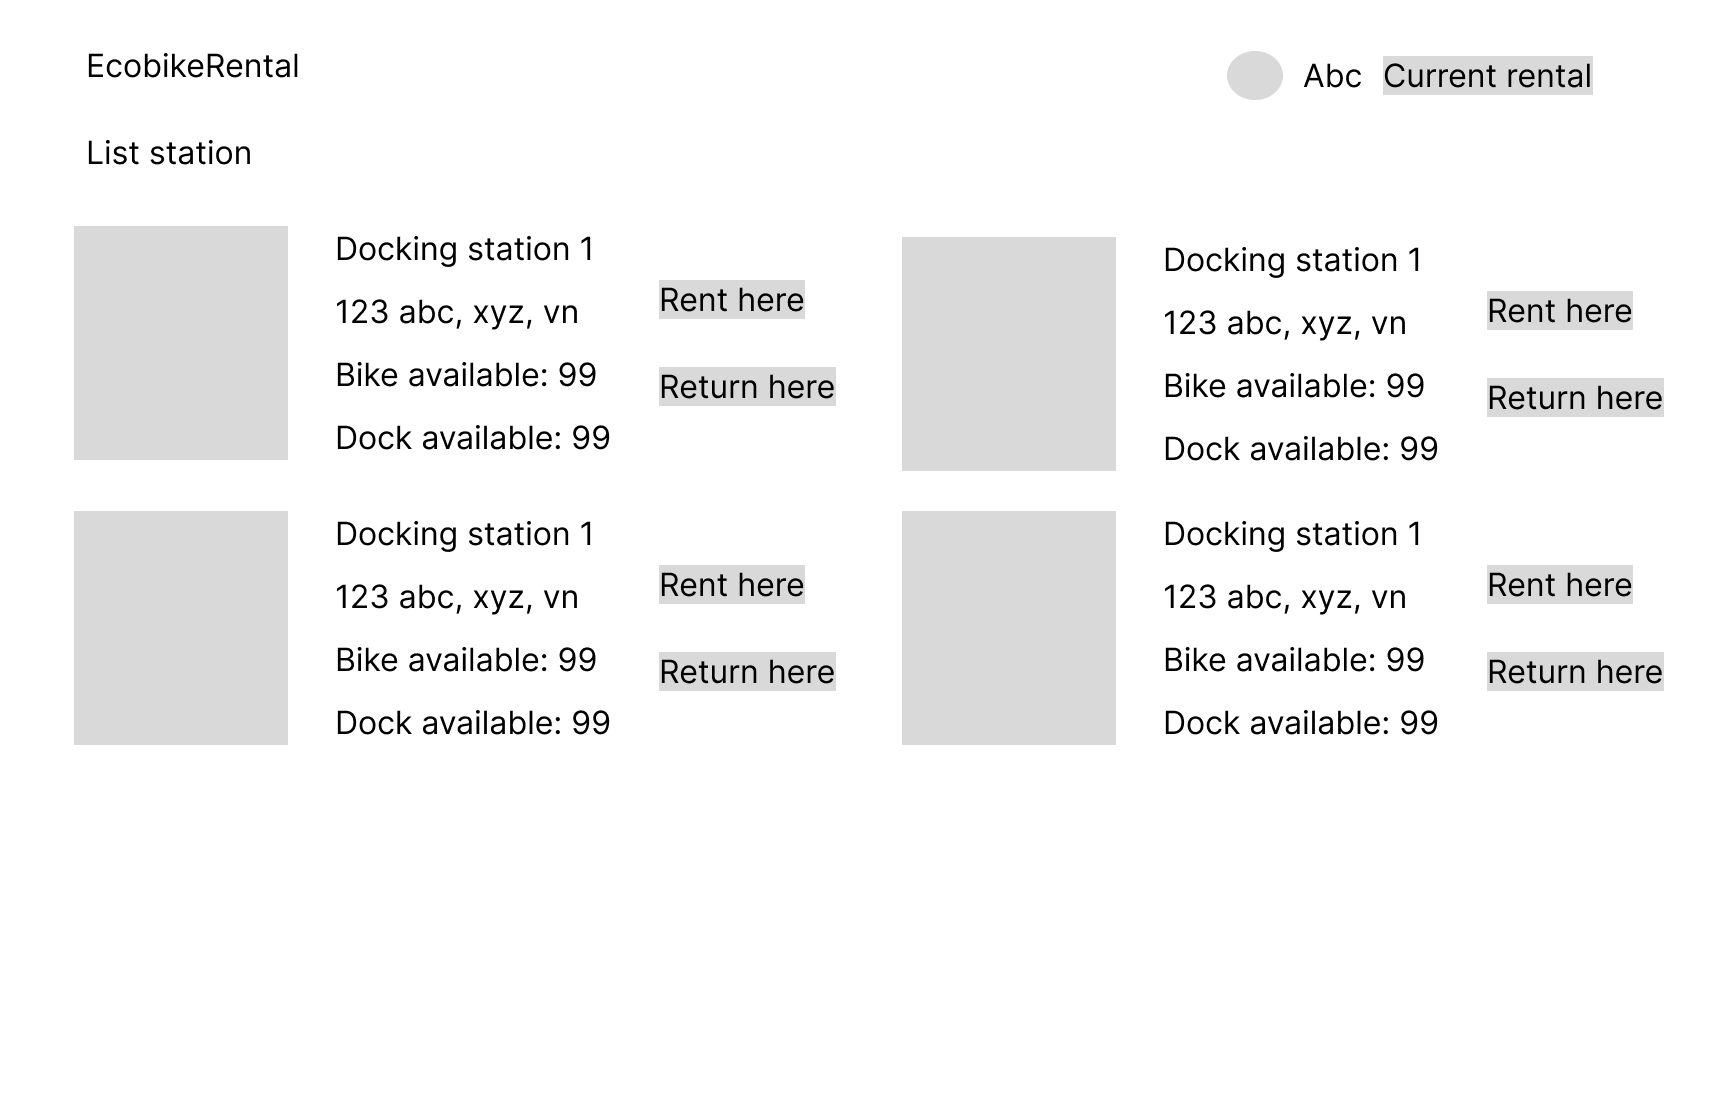 EcobikeRental
Abc
Current rental
List station
Docking station 1
123 abc, xyz, vn
Bike available: 99
Dock available: 99
Rent here
Return here
Docking station 1
123 abc, xyz, vn
Bike available: 99
Dock available: 99
Rent here
Return here
Docking station 1
123 abc, xyz, vn
Bike available: 99
Dock available: 99
Rent here
Return here
Docking station 1
123 abc, xyz, vn
Bike available: 99
Dock available: 99
Rent here
Return here